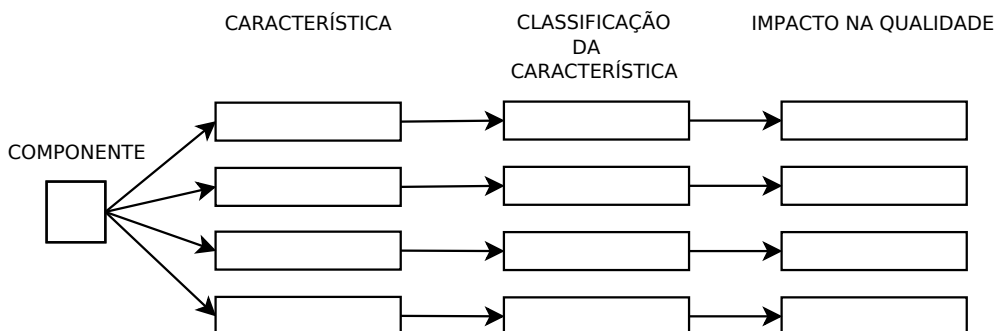 CARACTERÍSTICA
CLASSIFICAÇÃO
DA
CARACTERÍSTICA
IMPACTO NA QUALIDADE
COMPONENTE